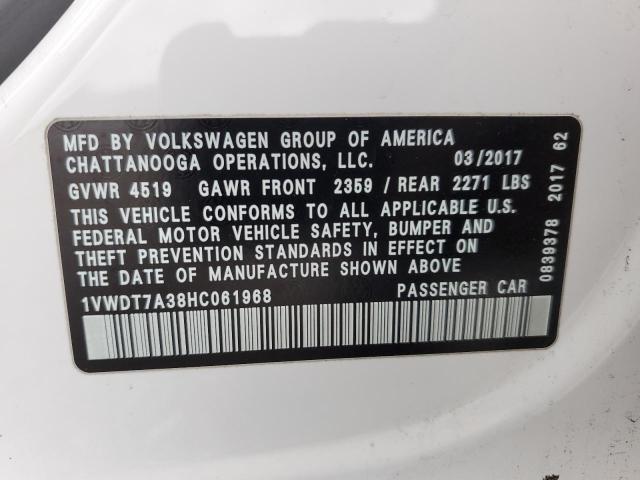 MFD BY VOLKSWAGEN GROUP OF AMERICA
CHATTANOOGA OPERATIONS, LLC. 03/2017
GVWR 4519 GAWR FRONT 2359 / REAR 2271 LBS
THIS VEHICLE CONFORMS TO ALL APPLICABLE U.S.
FEDERAL MOTOR VEHICLE SAFETY, BUMPER AND
THEFT PREVENTION STANDARDS IN EFFECT ON
THE DATE OF MANUFACTURE SHOWN ABOVE
1VWDT7A38HC061968 PASSENGER CAR
0839378 2017 62